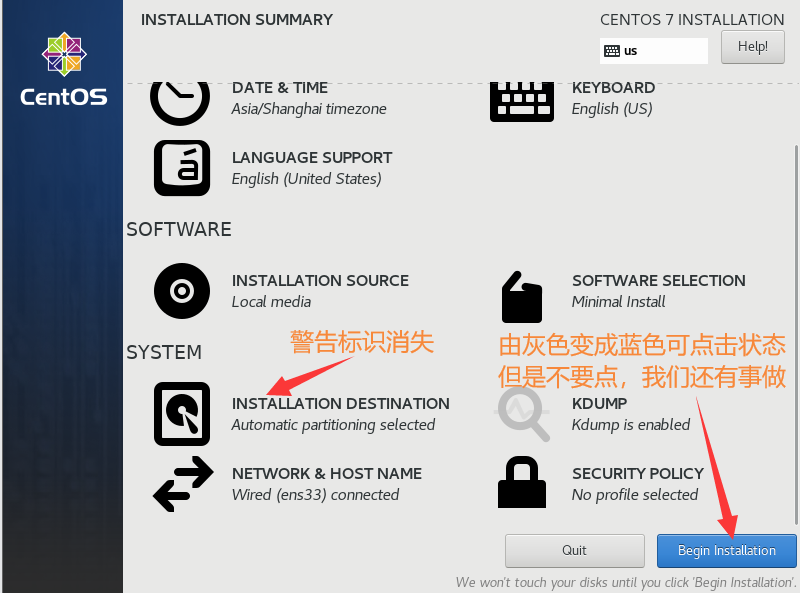 INSTALLATION SUMMARY
CENTOS 7 INSTALLATION
us
Help!
CentOS
DATE & TIME
Asia/Shanghai timezone
KEYBOARD
English (US)
LANGUAGE SUPPORT
English (United States)
á
SOFTWARE
INSTALLATION SOURCE
Local media
SOFTWARE SELECTION
Minimal Install
SYSTEM
警告标识消失
由灰色变成蓝色可点击状态
但是不要点，我们还有事做
INSTALLATION DESTINATION
Automatic partitioning selected
KDUMP
Kdump is enabled
NETWORK & HOST NAME
Wired (ens33) connected
SECURITY POLICY
No profile selected
Quit
Begin Installation
We won't touch your disks until you click 'Begin Installation'.